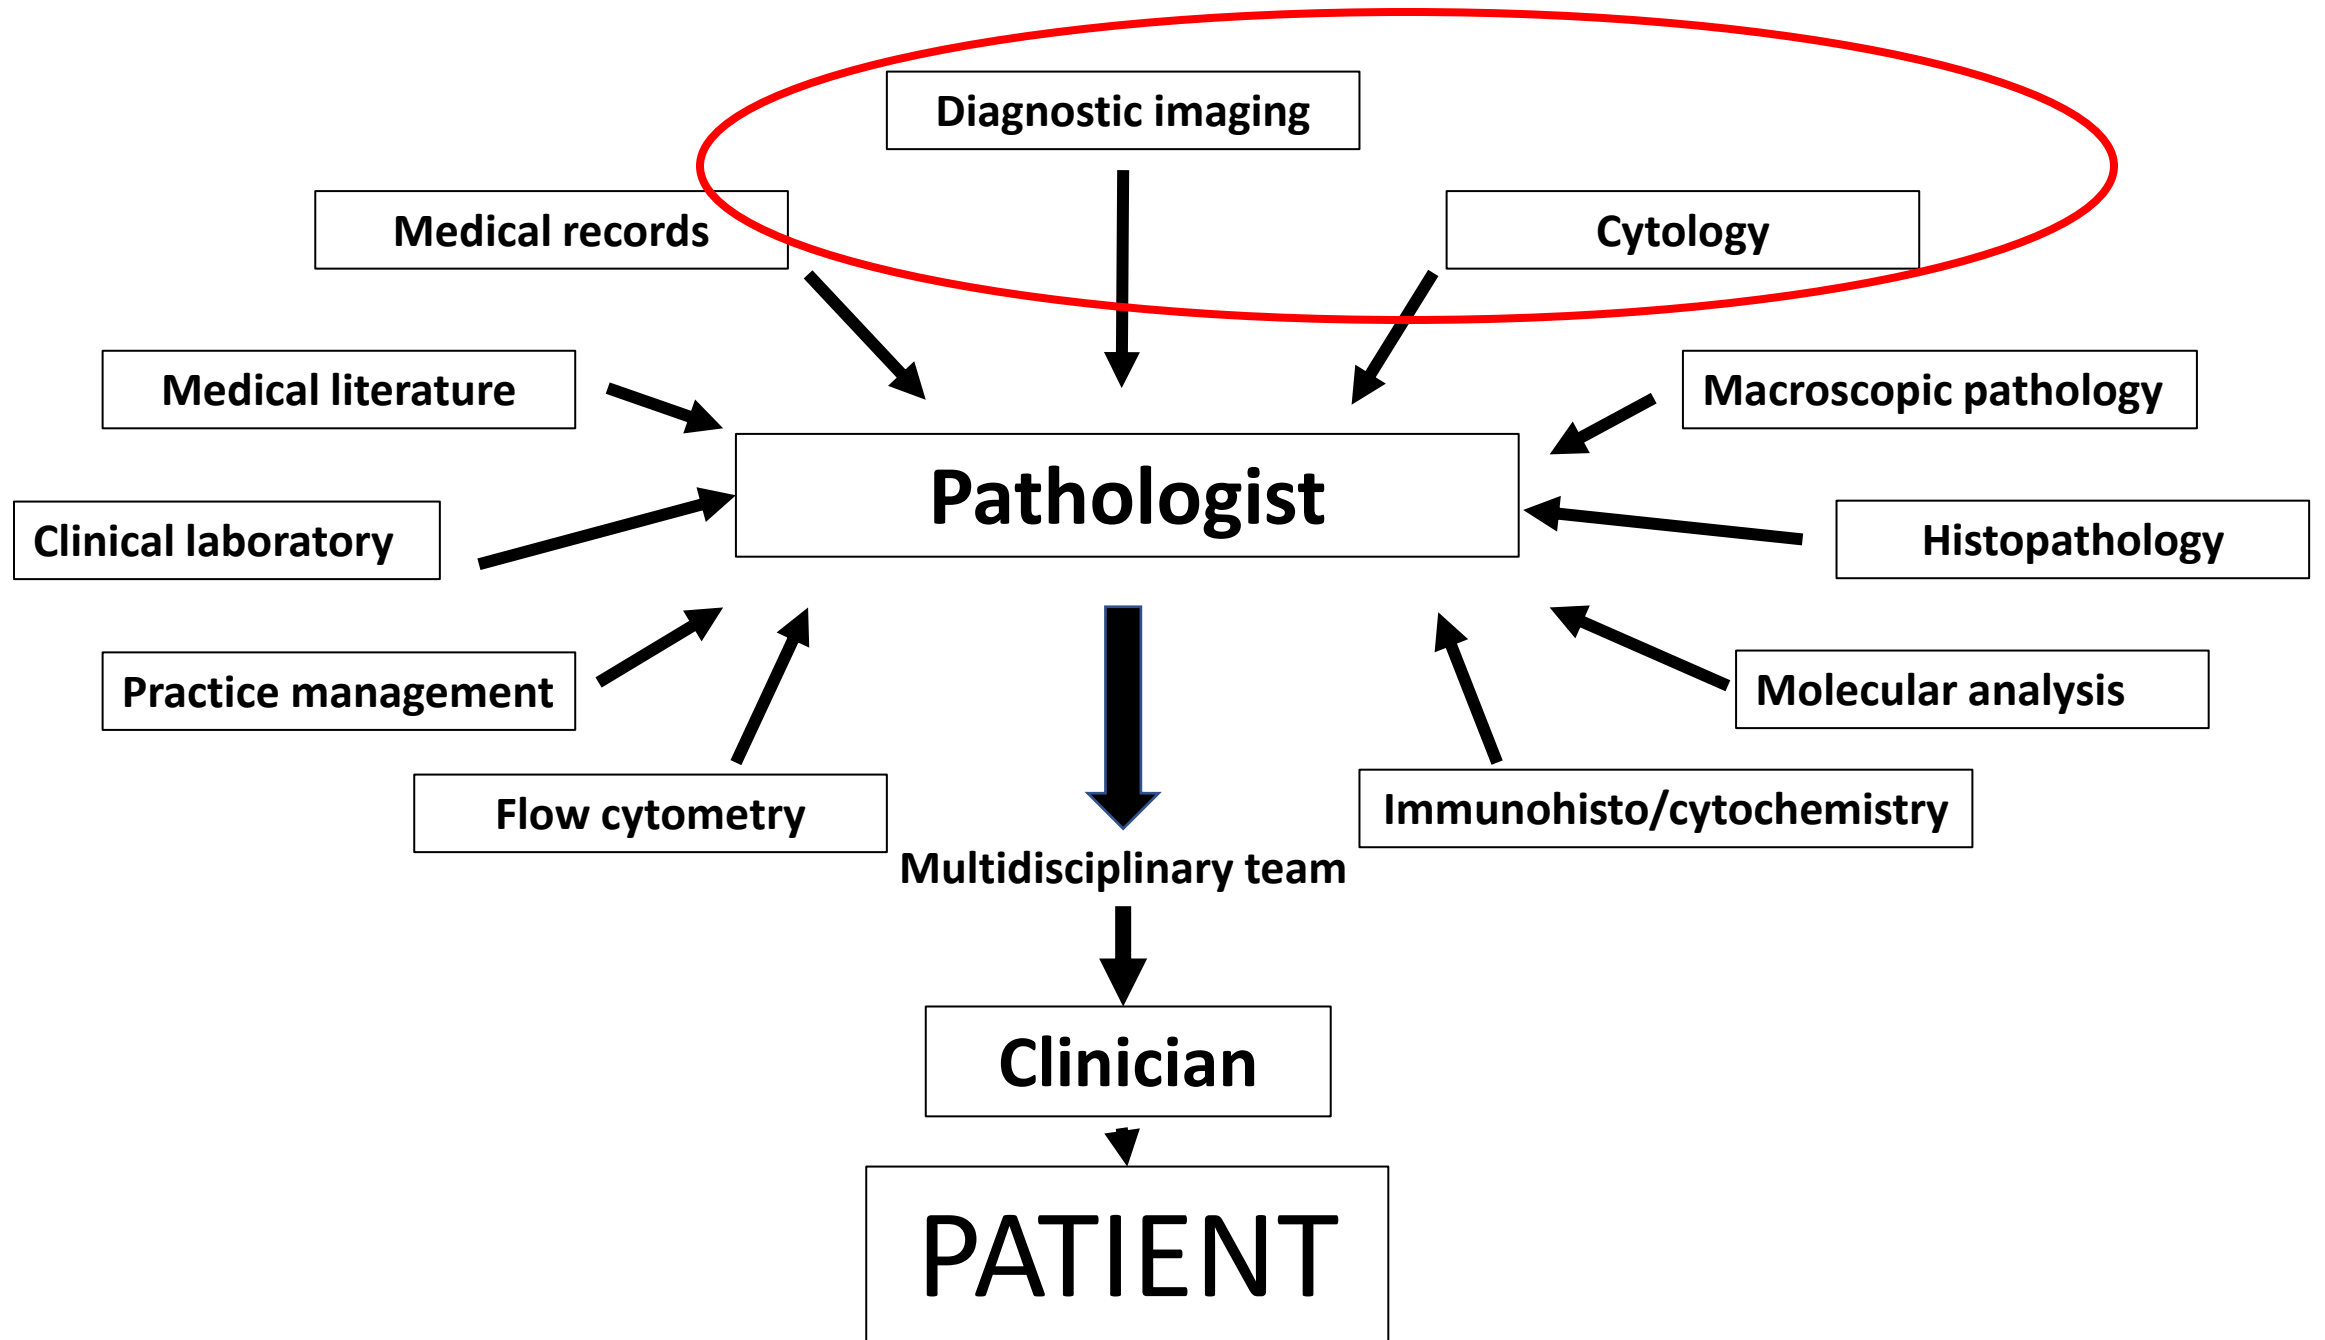 Diagnostic imaging
Medical records
Cytology
Medical literature
Macroscopic pathology
Pathologist
Clinical laboratory
Histopathology
Practice management
Molecular analysis
Flow cytometry
Immunohisto/cytochemistry
Multidisciplinary team
Clinician
PATIENT